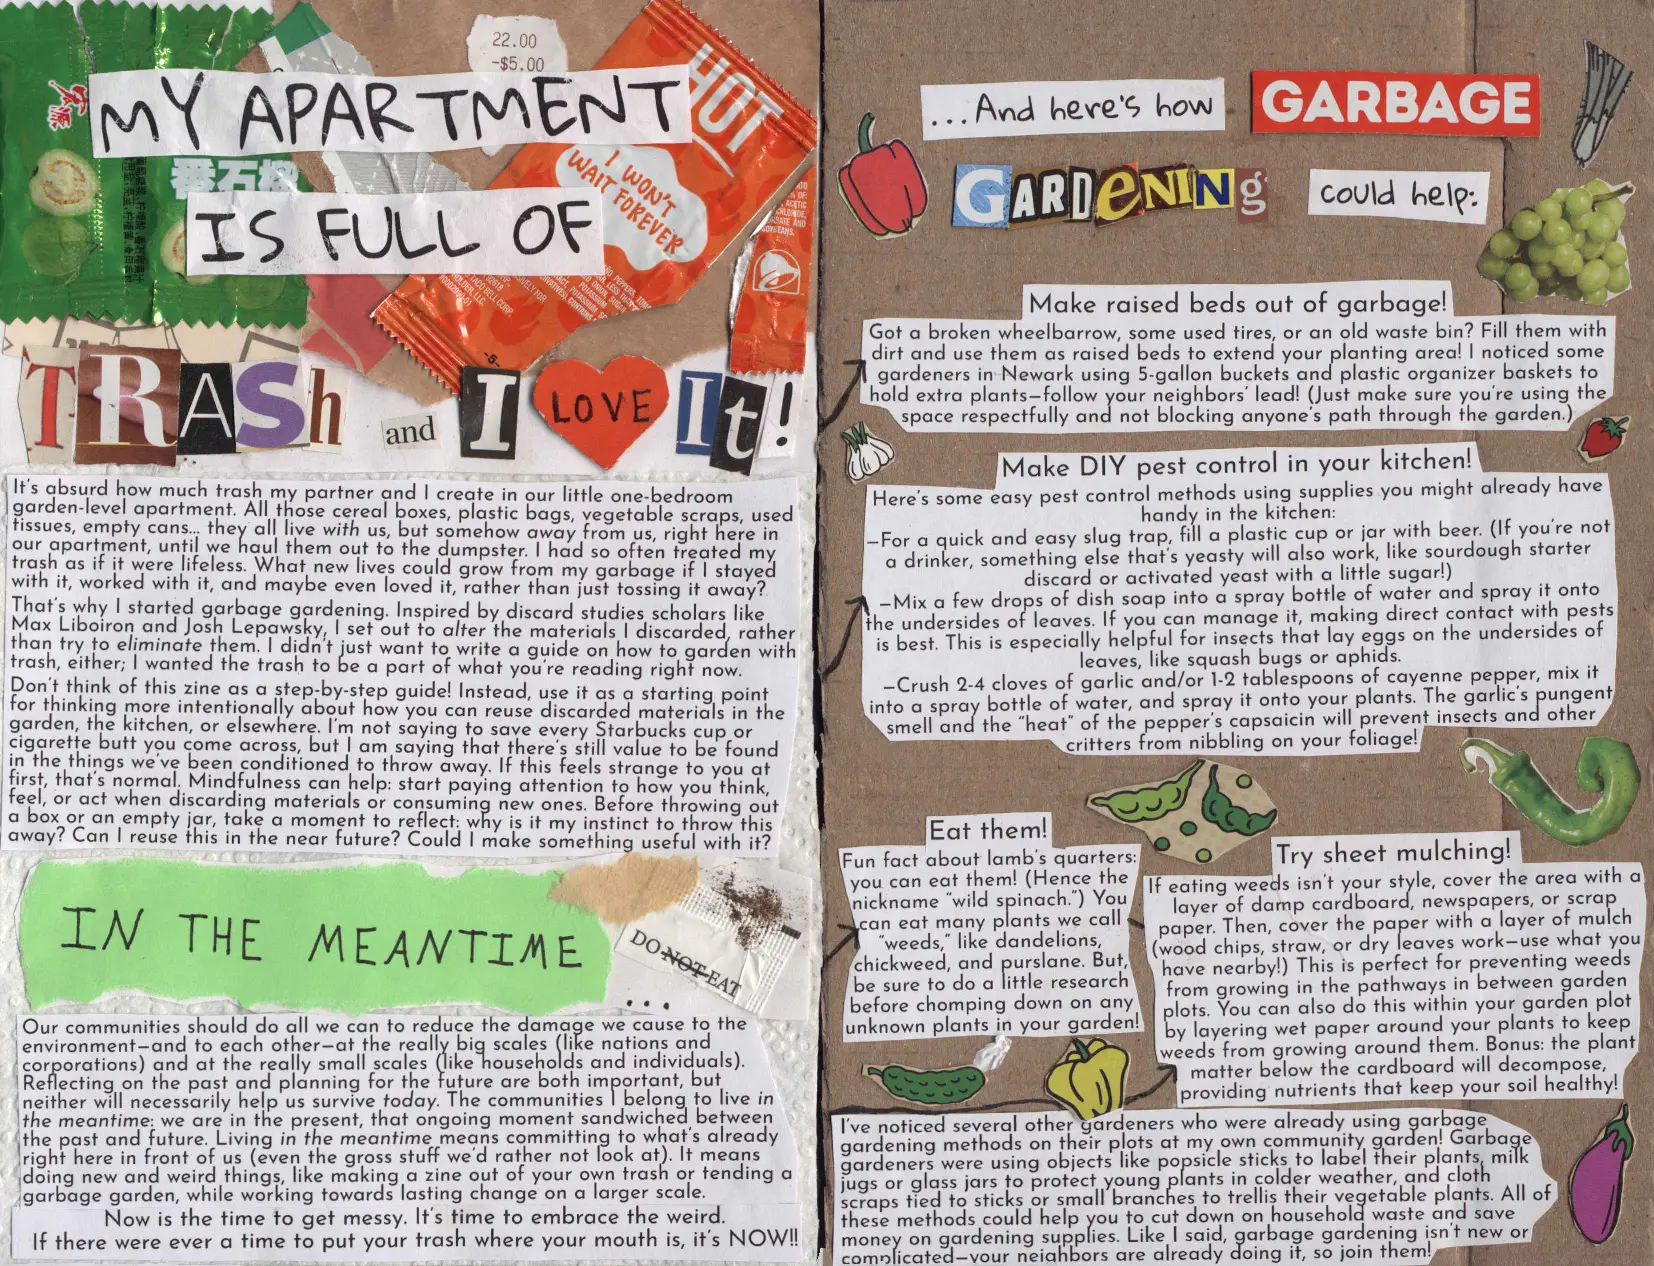 22.00
-$5.00
MY APARTMENT
番石榴
HOT
I WON'T
WAIT FOREVER
IS FULL OF
TRASh and I LOVE It!
It's absurd how much trash my partner and I create in our little one-bedroom
garden-level apartment. All those cereal boxes, plastic bags, vegetable scraps, used
tissues, empty cans... they all live with us, but somehow away from us, right here in
our apartment, until we haul them out to the dumpster. I had so often treated my
trash as if it were lifeless. What new lives could grow from my garbage if I stayed
with it, worked with it, and maybe even loved it, rather than just tossing it away?
That's why I started garbage gardening. Inspired by discard studies scholars like
Max Liboiron and Josh Lepawsky, I set out to alter the materials I discarded, rather
than try to eliminate them. I didn't just want to write a guide on how to garden with
trash, either; I wanted the trash to be a part of what you're reading right now.
Don't think of this zine as a step-by-step guide! Instead, use it as a starting point
for thinking more intentionally about how you can reuse discarded materials in the
garden, the kitchen, or elsewhere. I'm not saying to save every Starbucks cup or
cigarette butt you come across, but I am saying that there's still value to be found
in the things we've been conditioned to throw away. If this feels strange to you at
first, that's normal. Mindfulness can help: start paying attention to how you think,
feel, or act when discarding materials or consuming new ones. Before throwing out
a box or an empty jar, take a moment to reflect: why is it my instinct to throw this
away? Can I reuse this in the near future? Could I make something useful with it?
IN THE MEANTIME
DO NOT EAT
...
Our communities should do all we can to reduce the damage we cause to the
environment—and to each other—at the really big scales (like nations and
corporations) and at the really small scales (like households and individuals).
Reflecting on the past and planning for the future are both important, but
neither will necessarily help us survive today. The communities I belong to live in
the meantime: we are in the present, that ongoing moment sandwiched between
the past and future. Living in the meantime means committing to what's already
right here in front of us (even the gross stuff we'd rather not look at). It means
doing new and weird things, like making a zine out of your own trash or tending a
garbage garden, while working towards lasting change on a larger scale.
Now is the time to get messy. It's time to embrace the weird.
If there were ever a time to put your trash where your mouth is, it's NOW!!
...And here's how GARBAGE
GARDENINg could help:
Make raised beds out of garbage!
Got a broken wheelbarrow, some used tires, or an old waste bin? Fill them with
dirt and use them as raised beds to extend your planting area! I noticed some
gardeners in Newark using 5-gallon buckets and plastic organizer baskets to
hold extra plants—follow your neighbors' lead! (Just make sure you're using the
space respectfully and not blocking anyone's path through the garden.)
Make DIY pest control in your kitchen!
Here's some easy pest control methods using supplies you might already have
handy in the kitchen:
—For a quick and easy slug trap, fill a plastic cup or jar with beer. (If you're not
a drinker, something else that's yeasty will also work, like sourdough starter
discard or activated yeast with a little sugar!)
—Mix a few drops of dish soap into a spray bottle of water and spray it onto
the undersides of leaves. If you can manage it, making direct contact with pests
is best. This is especially helpful for insects that lay eggs on the undersides of
leaves, like squash bugs or aphids.
—Crush 2-4 cloves of garlic and/or 1-2 tablespoons of cayenne pepper, mix it
into a spray bottle of water, and spray it onto your plants. The garlic's pungent
smell and the "heat" of the pepper's capsaicin will prevent insects and other
critters from nibbling on your foliage!
Eat them!
Fun fact about lamb's quarters:
you can eat them! (Hence the
nickname "wild spinach.") You
can eat many plants we call
"weeds," like dandelions,
chickweed, and purslane. But,
be sure to do a little research
before chomping down on any
unknown plants in your garden!
Try sheet mulching!
If eating weeds isn't your style, cover the area with a
layer of damp cardboard, newspapers, or scrap
paper. Then, cover the paper with a layer of mulch
(wood chips, straw, or dry leaves work—use what you
have nearby!) This is perfect for preventing weeds
from growing in the pathways in between garden
plots. You can also do this within your garden plot
by layering wet paper around your plants to keep
weeds from growing around them. Bonus: the plant
matter below the cardboard will decompose,
providing nutrients that keep your soil healthy!
I've noticed several other gardeners who were already using garbage
gardening methods on their plots at my own community garden! Garbage
gardeners were using objects like popsicle sticks to label their plants, milk
jugs or glass jars to protect young plants in colder weather, and cloth
scraps tied to sticks or small branches to trellis their vegetable plants. All of
these methods could help you to cut down on household waste and save
money on gardening supplies. Like I said, garbage gardening isn't new or
complicated—your neighbors are already doing it, so join them!